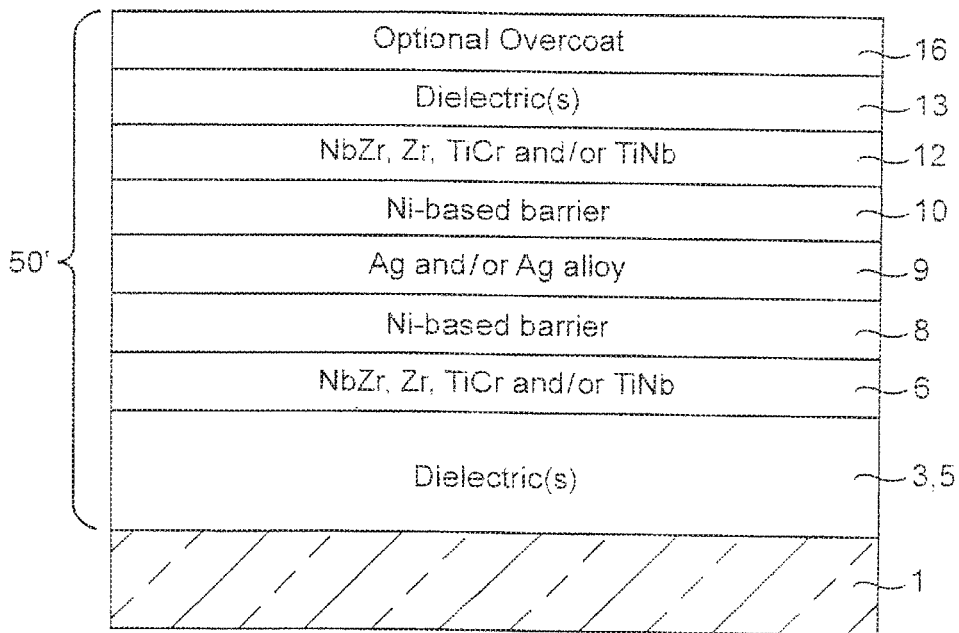 Optional Overcoat 16
Dielectric(s) 13
NbZr, Zr, TiCr and/or TiNb 12
Ni-based barrier 10
50'
Ag and/or Ag alloy 9
Ni-based barrier 8
NbZr, Zr, TiCr and/or TiNb 6
Dielectric(s) 3,5
1